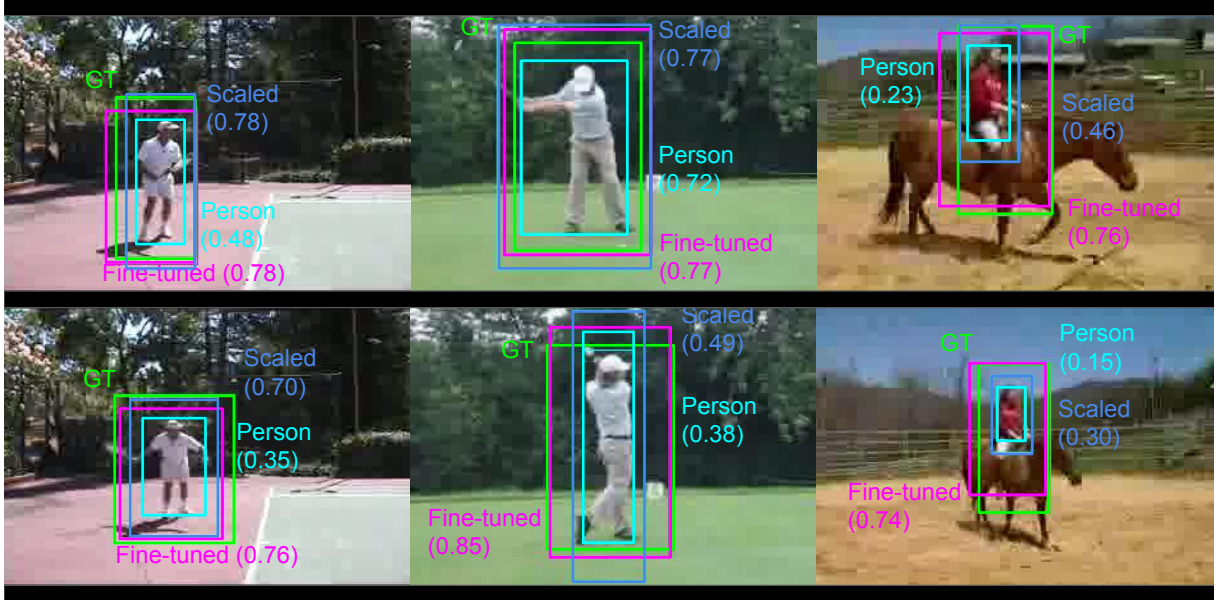 GT
Scaled
(0.78)
Person
(0.48)
Fine-tuned (0.78)
GT
Scaled
(0.77)
Person
(0.72)
Fine-tuned
(0.77)
GT
Person
(0.23)
Scaled
(0.46)
Fine-tuned
(0.76)
GT
Scaled
(0.70)
Person
(0.35)
Fine-tuned (0.76)
Scaled
(0.49)
GT
Person
(0.38)
Fine-tuned
(0.85)
GT
Person
(0.15)
Scaled
(0.30)
Fine-tuned
(0.74)